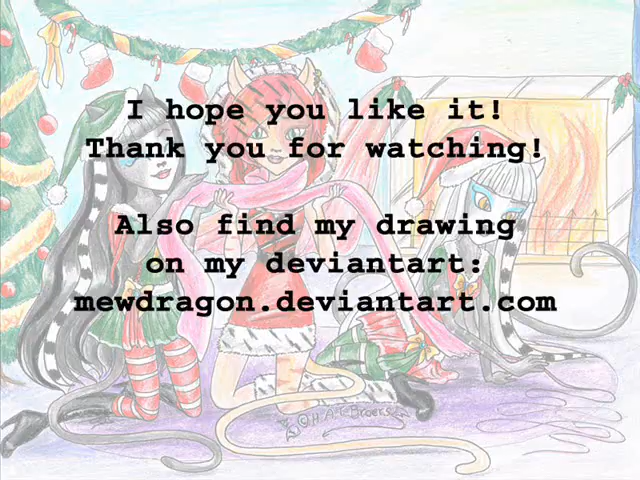 I hope you like it!
Thank you for watching!
Also find my drawing
on my deviantart:
mewdragon.deviantart.com